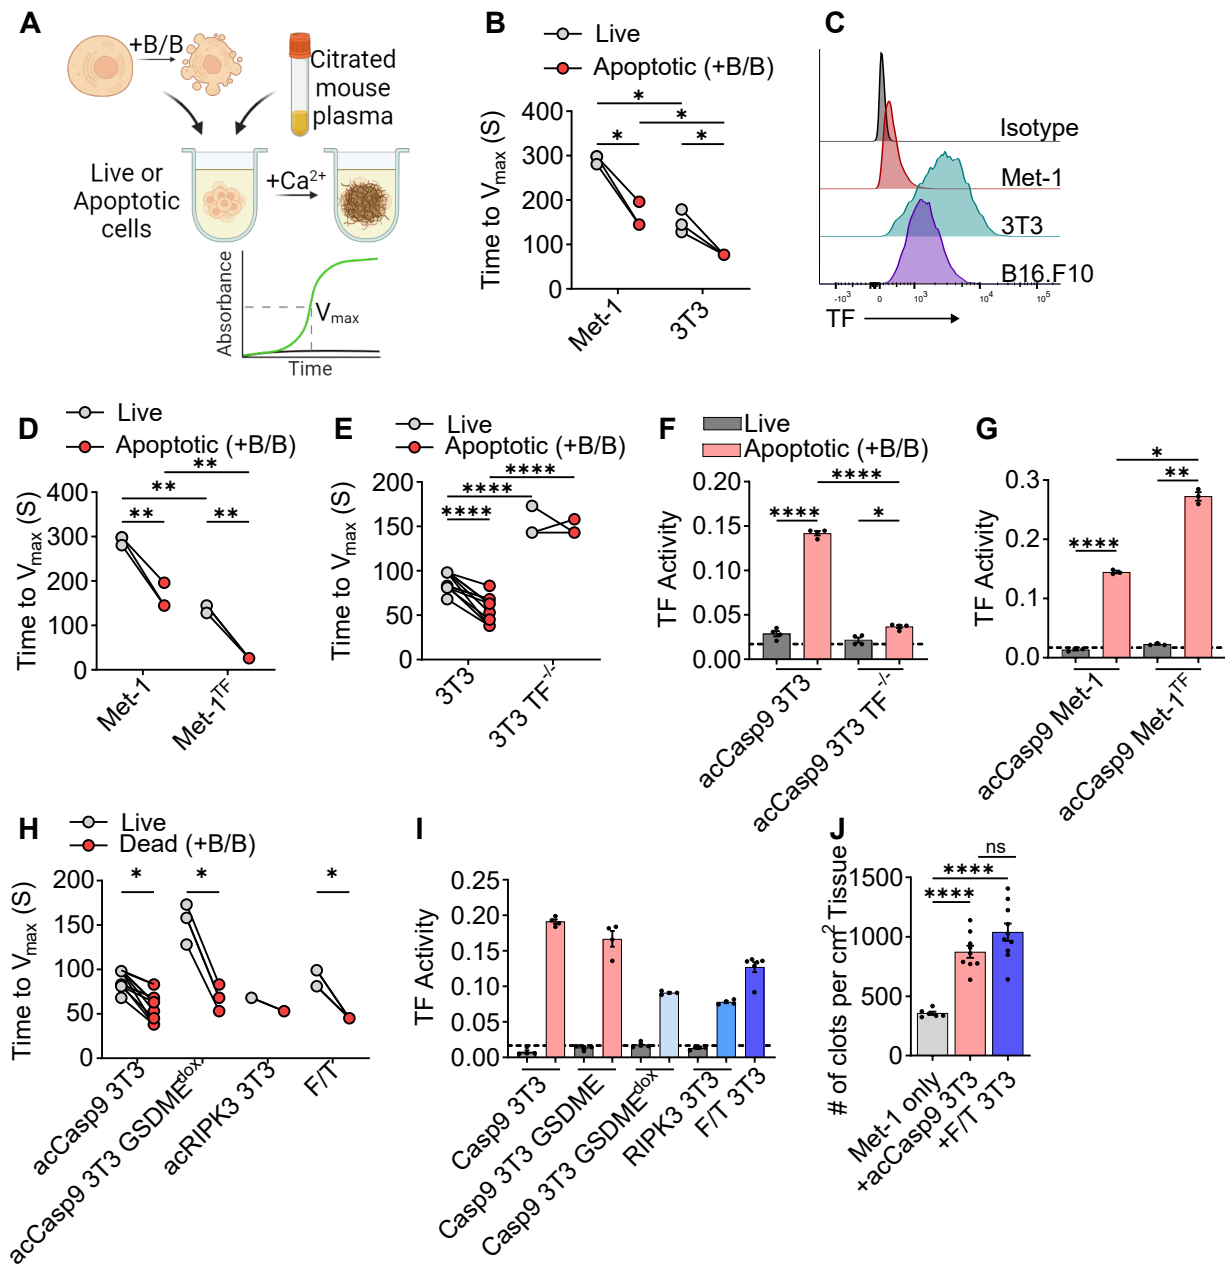 A
+B/B
Citrated
mouse
plasma
Live or
Apoptotic
cells
+Ca²⁺
Absorbance
Vmax
Time
B
Live
Apoptotic (+B/B)
Time to Vmax (S)
400
300
200
100
0
*
*
*
*
Met-1
3T3
C
Isotype
Met-1
3T3
B16.F10
-10³
0
10³
10⁴
10⁵
TF
D
Live
Apoptotic (+B/B)
Time to Vmax (S)
400
300
200
100
0
**
**
**
**
Met-1
Met-1ᵀᶠ
E
Live
Apoptotic (+B/B)
Time to Vmax (S)
200
150
100
50
0
****
****
****
3T3
3T3 TF⁻/⁻
F
Live
Apoptotic (+B/B)
TF Activity
0.20
0.15
0.10
0.05
0.00
****
****
*
acCasp9 3T3
acCasp9 3T3 TF⁻/⁻
G
TF Activity
0.3
0.2
0.1
0.0
*
**
****
acCasp9 Met-1
acCasp9 Met-1ᵀᶠ
H
Live
Dead (+B/B)
Time to Vmax (S)
200
150
100
50
0
*
*
*
acCasp9 3T3
acCasp9 3T3 GSDMEᵈᵒˣ
acRIPK3 3T3
F/T
I
TF Activity
0.25
0.20
0.15
0.10
0.05
0.00
Casp9 3T3
Casp9 3T3 GSDME
Casp9 3T3 GSDMEᵈᵒˣ
RIPK3 3T3
F/T 3T3
J
# of clots per cm² Tissue
1500
1000
500
0
ns
****
****
Met-1 only
+acCasp9 3T3
+F/T 3T3